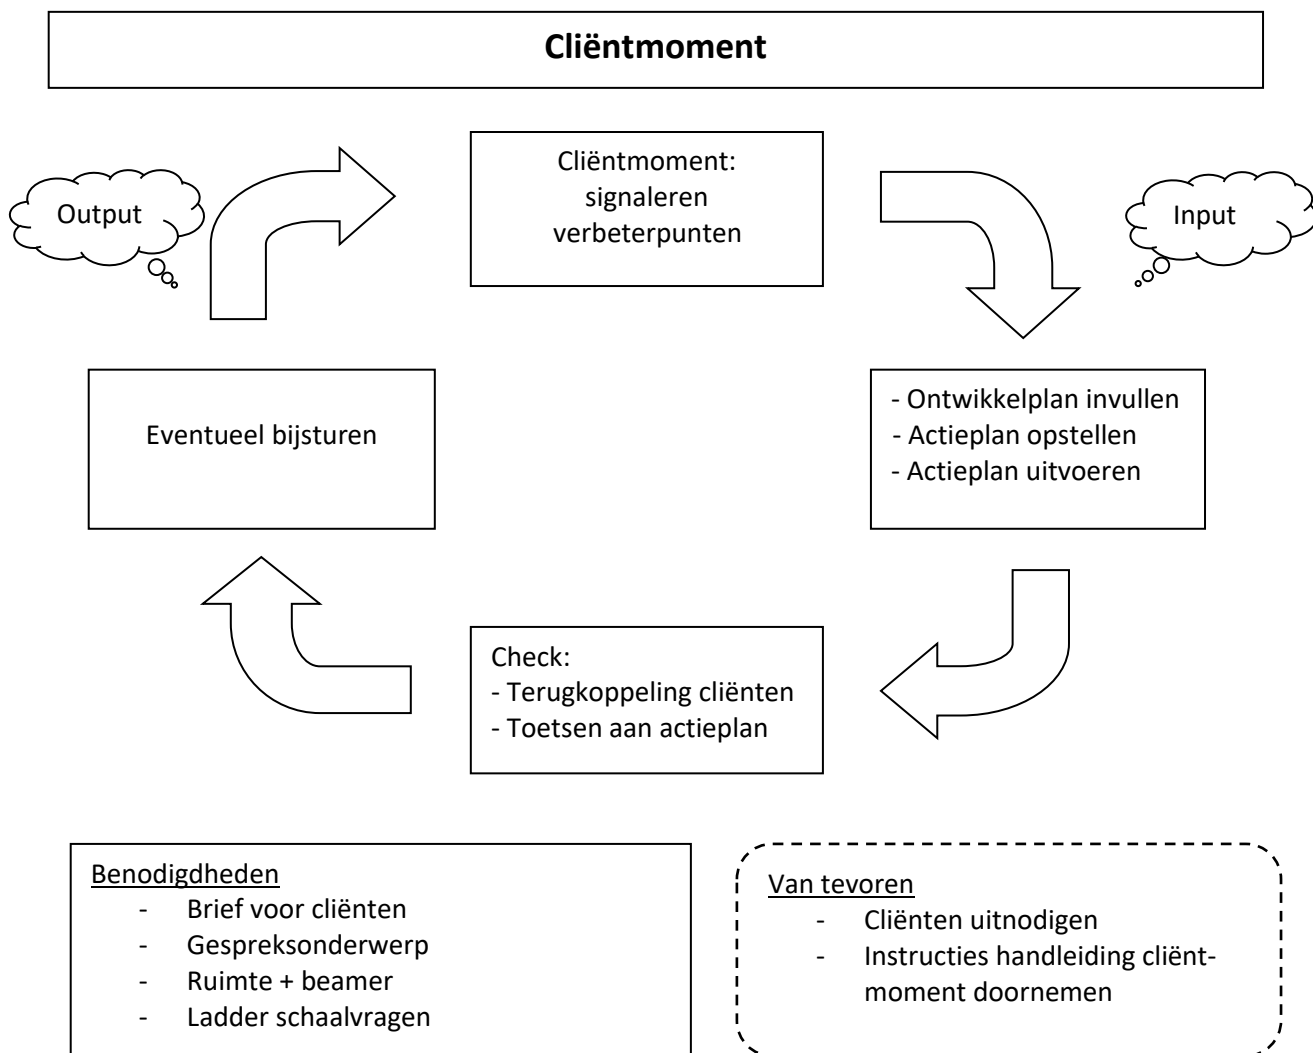 Cliëntmoment
Cliëntmoment:
signaleren
verbeterpunten
Output
Input
Eventueel bijsturen
- Ontwikkelplan invullen
- Actieplan opstellen
- Actieplan uitvoeren
Check:
- Terugkoppeling cliënten
- Toetsen aan actieplan
Benodigdheden
- Brief voor cliënten
- Gespreksonderwerp
- Ruimte + beamer
- Ladder schaalvragen
Van tevoren
- Cliënten uitnodigen
- Instructies handleiding cliënt-
moment doornemen